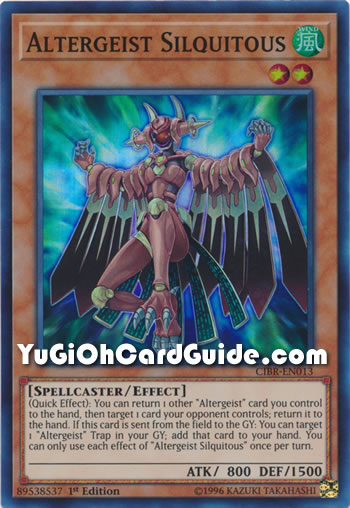 ALTERGEIST SILQUITOUS
WIND
風
YuGiOhCardGuide.com
CIBR-EN013
[SPELLCASTER/EFFECT]
(Quick Effect): You can return 1 other "Altergeist" card you control
to the hand, then target 1 card your opponent controls; return it to
the hand. If this card is sent from the field to the GY: You can target
1 "Altergeist" Trap in your GY; add that card to your hand. You can
only use each effect of "Altergeist Silquitous" once per turn.
ATK/ 800 DEF/1500
89538537 1st Edition ©1996 KAZUKI TAKAHASHI